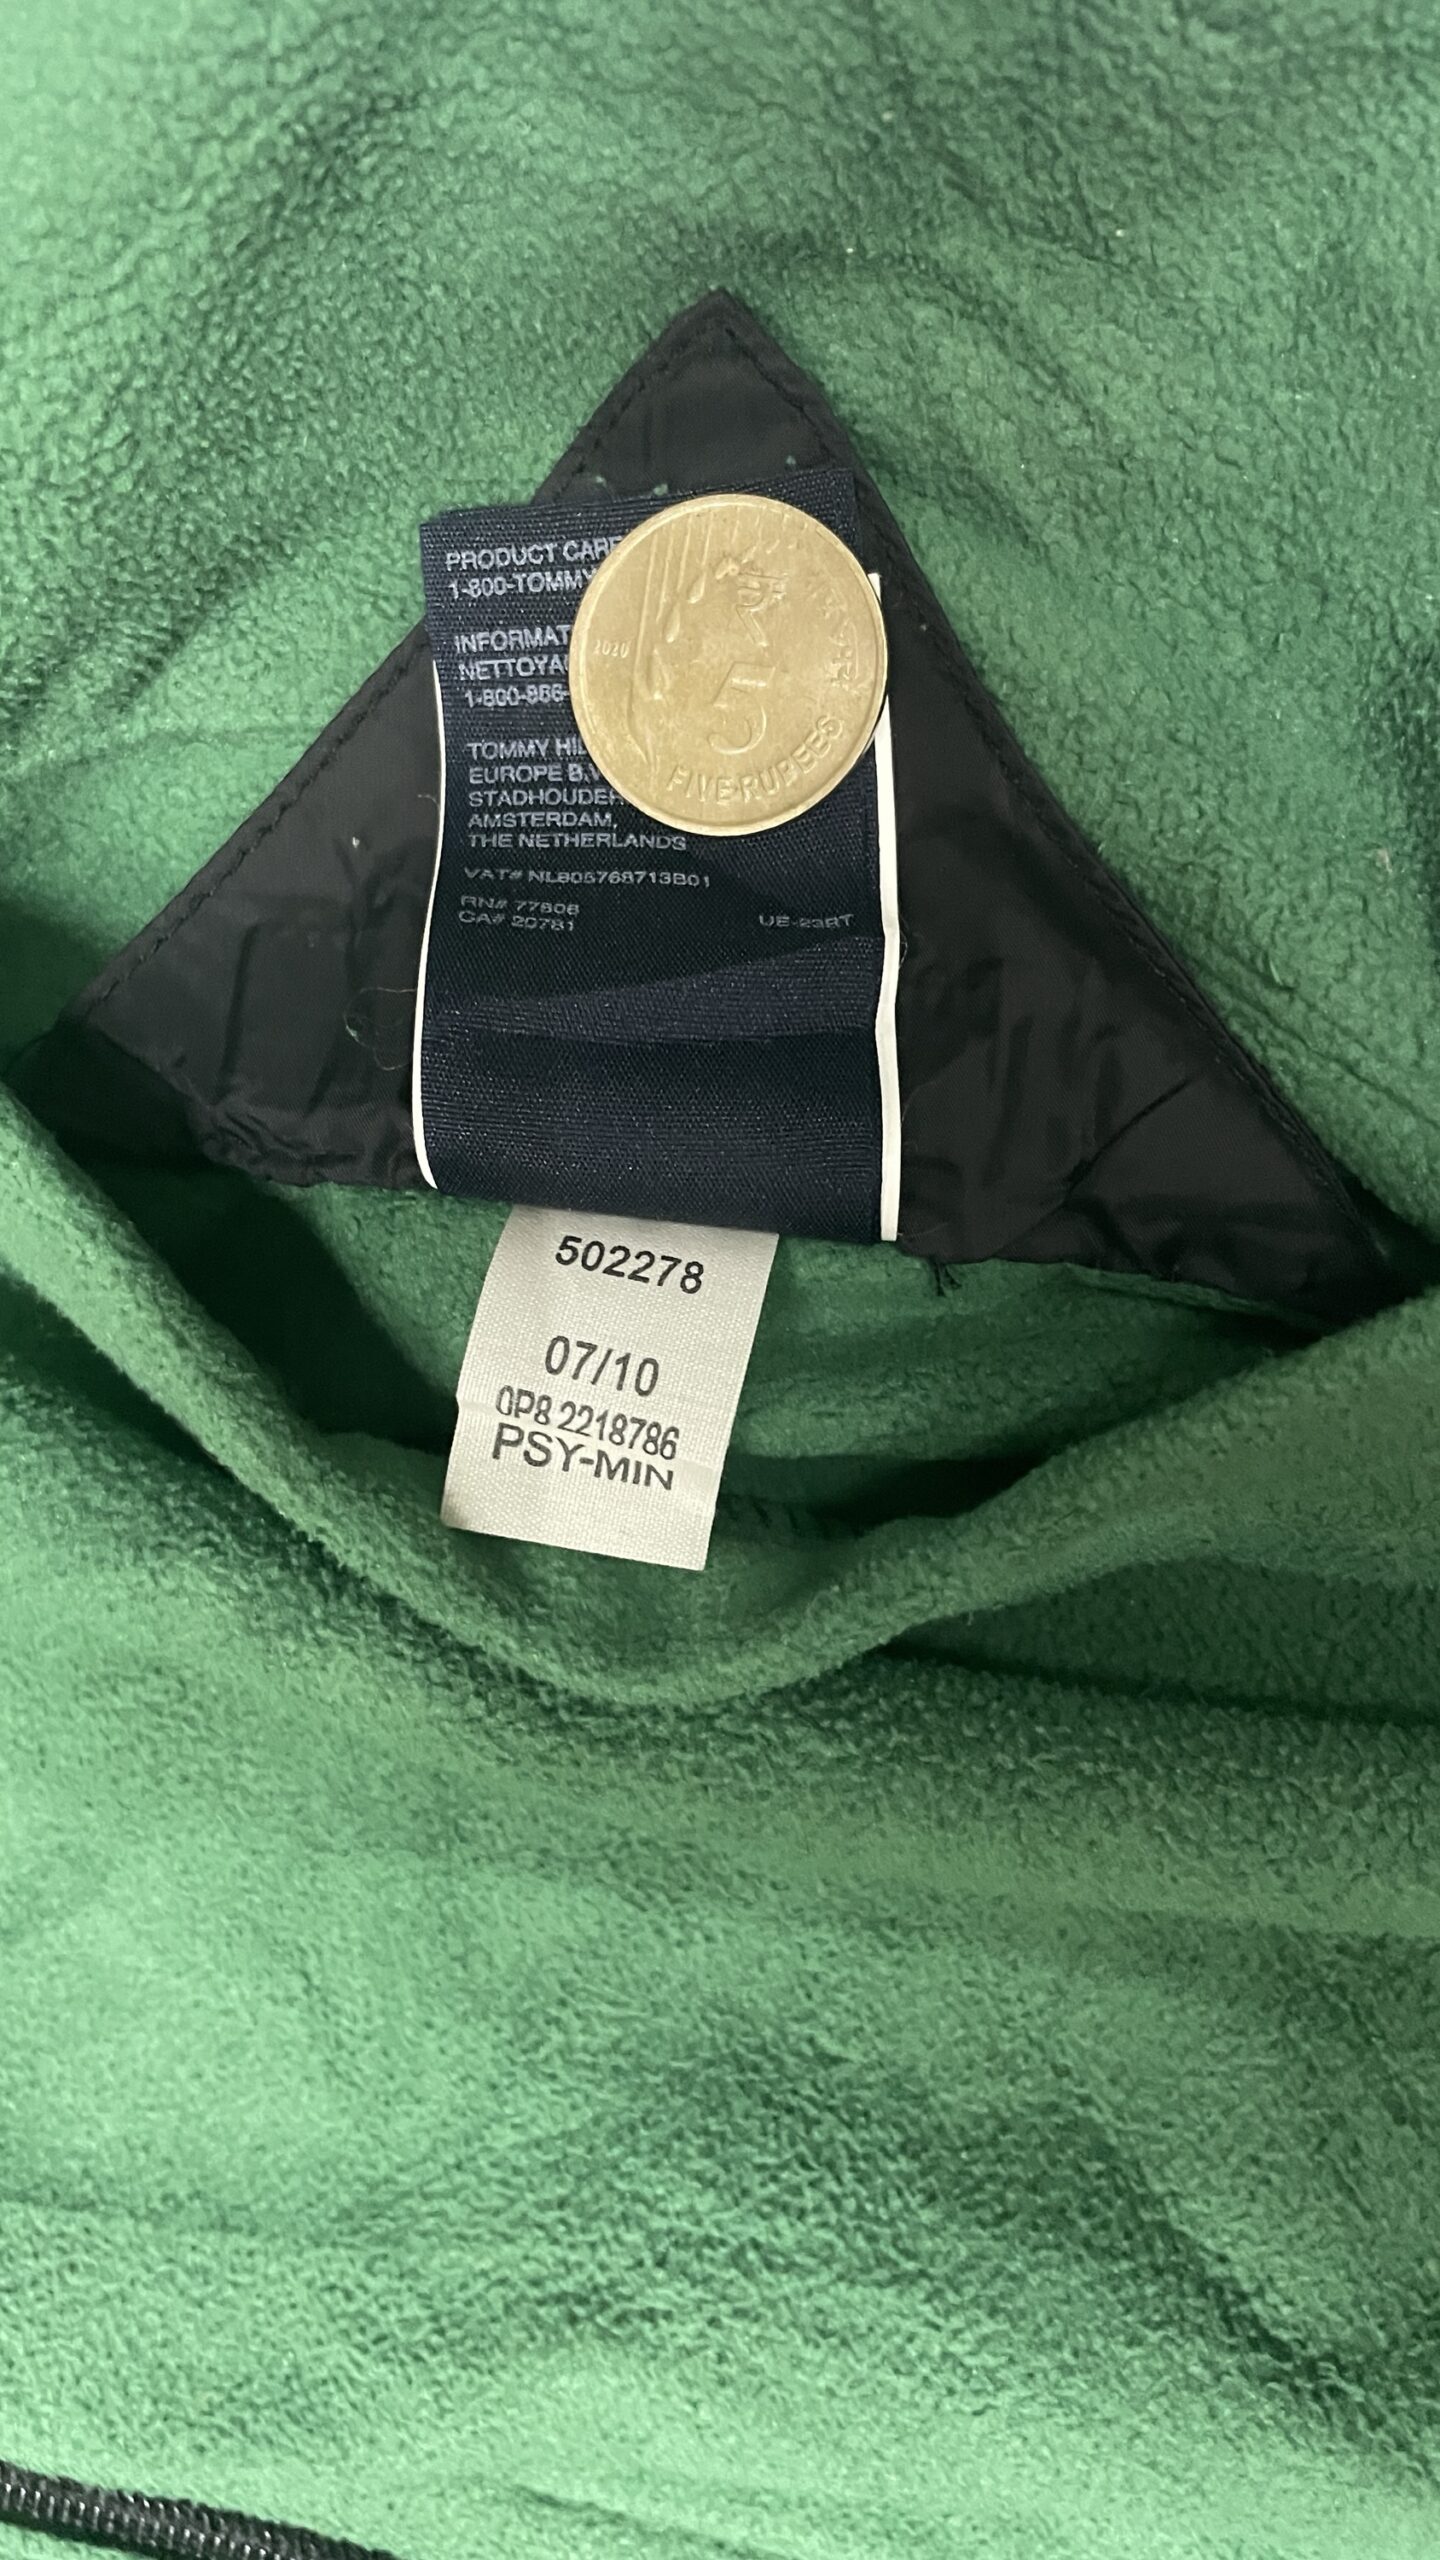 PRODUCT CARE
1-800-TOMMY
INFORMAT
NETTOYA
1-800-866-
TOMMY HIL
EUROPE B.V
STADHOUDER
AMSTERDAM,
THE NETHERLANDS
VAT# NL805768713B01
RN# 77806
CA# 20781
UE-23RT
2020
₹
5
FIVE RUPEES
502278
07/10
0P8 2218786
PSY-MIN